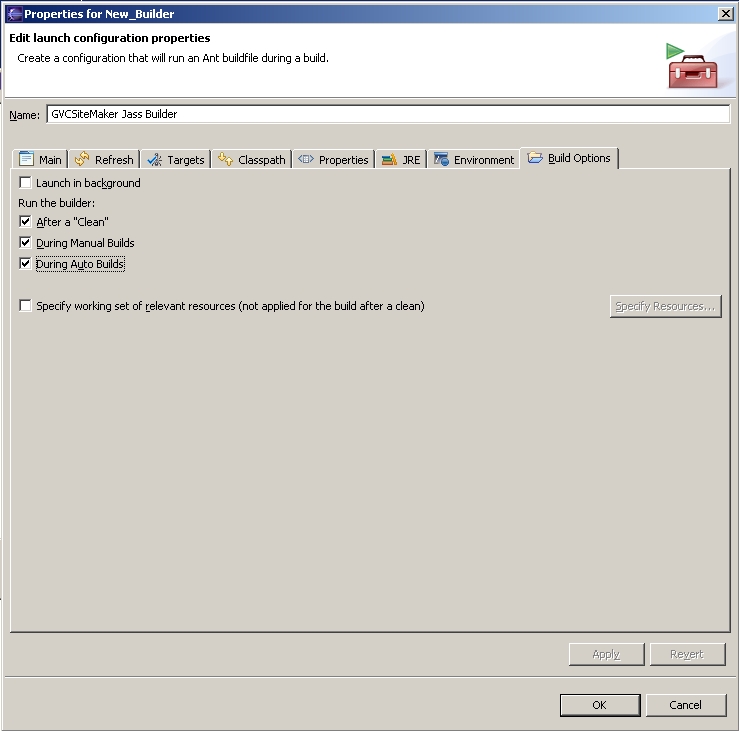 Properties for New_Builder
Edit launch configuration properties
Create a configuration that will run an Ant buildfile during a build.
Name: GVCSiteMaker Jass Builder
Main Refresh Targets Classpath Properties JRE Environment Build Options
Launch in background
Run the builder:
After a "Clean"
During Manual Builds
During Auto Builds
Specify working set of relevant resources (not applied for the build after a clean) Specify Resources...
Apply Revert
OK Cancel